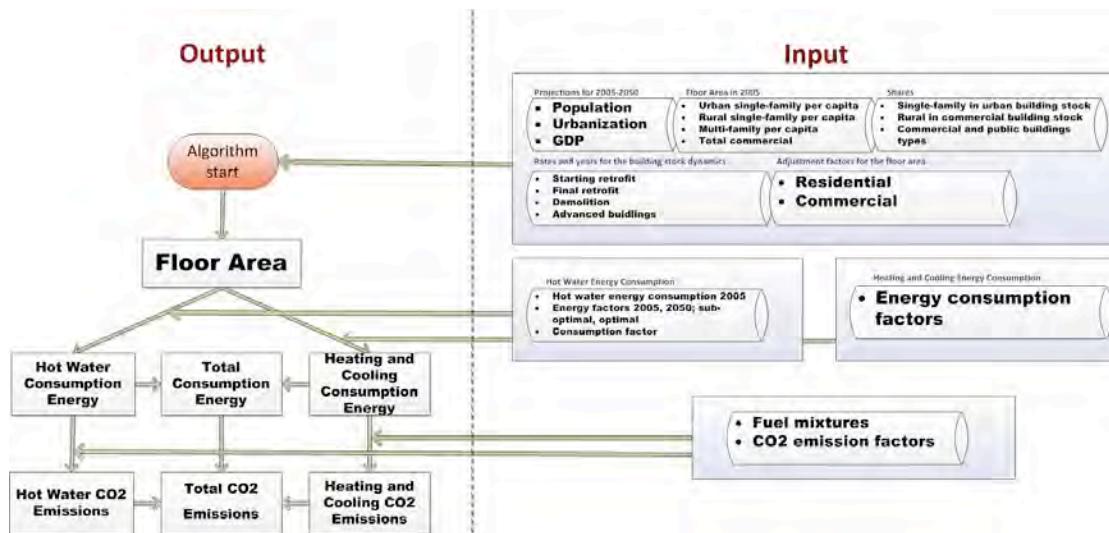 Output
Input
Projections for 2005-2050
Population
Urbanization
GDP
Floor Area in 2005
Urban single-family per capita
Rural single-family per capita
Multi-family per capita
Total commercial
Shares
Single-family in urban building stock
Rural in commercial building stock
Commercial and public buildings
types
Algorithm
start
Rates and years for the building stock dynamics
Starting retrofit
Final retrofit
Demolition
Advanced buidlings
Adjustment factors for the floor area
Residential
Commercial
Floor Area
Hot Water Energy Consumption
Hot water energy consumption 2005
Energy factors 2005, 2050; sub-
optimal, optimal
Consumption factor
Heating and Cooling Energy Consumption
Energy consumption
factors
Hot Water
Consumption
Energy
Total
Consumption
Energy
Heating and
Cooling
Consumption
Energy
Fuel mixtures
CO2 emission factors
Hot Water CO2
Emissions
Total CO2
Emissions
Heating and
Cooling CO2
Emissions